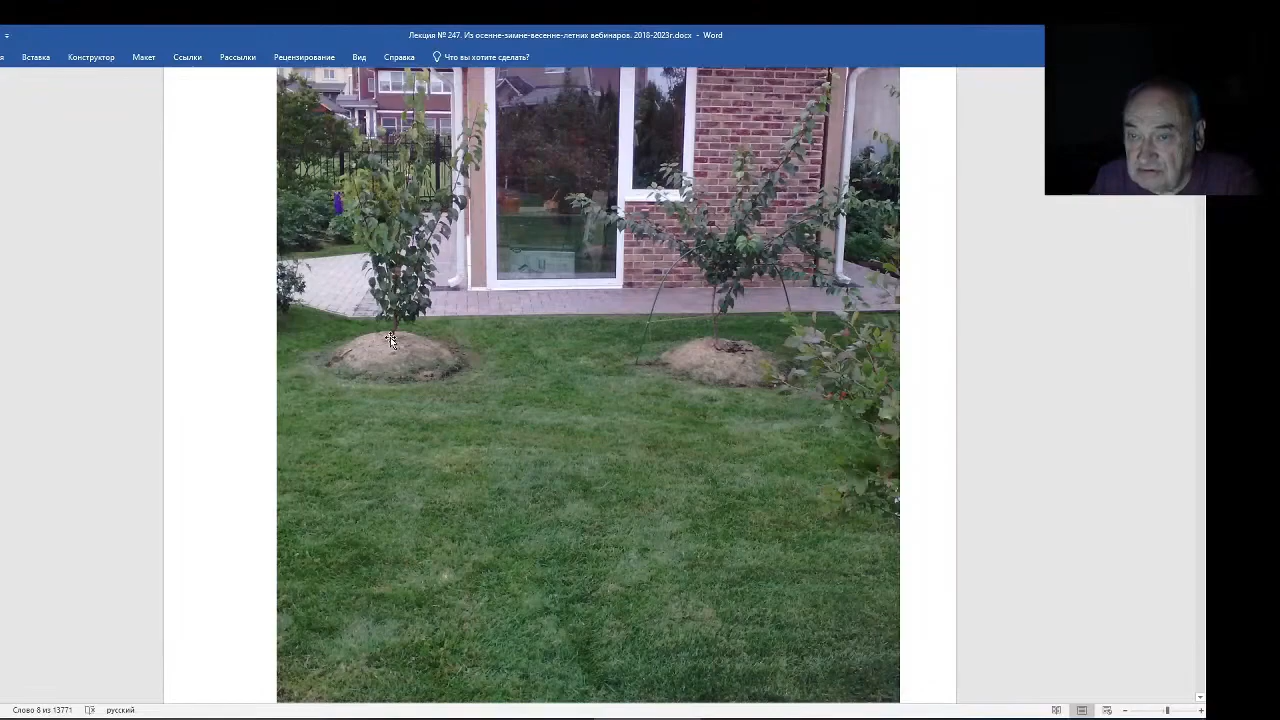 Лекция № 247. Из осенне-зимне-весенне-летних вебинаров. 2018-2023г.docx - Word
Вставка Конструктор Макет Ссылки Рассылки Рецензирование Вид Справка Что вы хотите сделать?
Слово 8 из 13771 русский